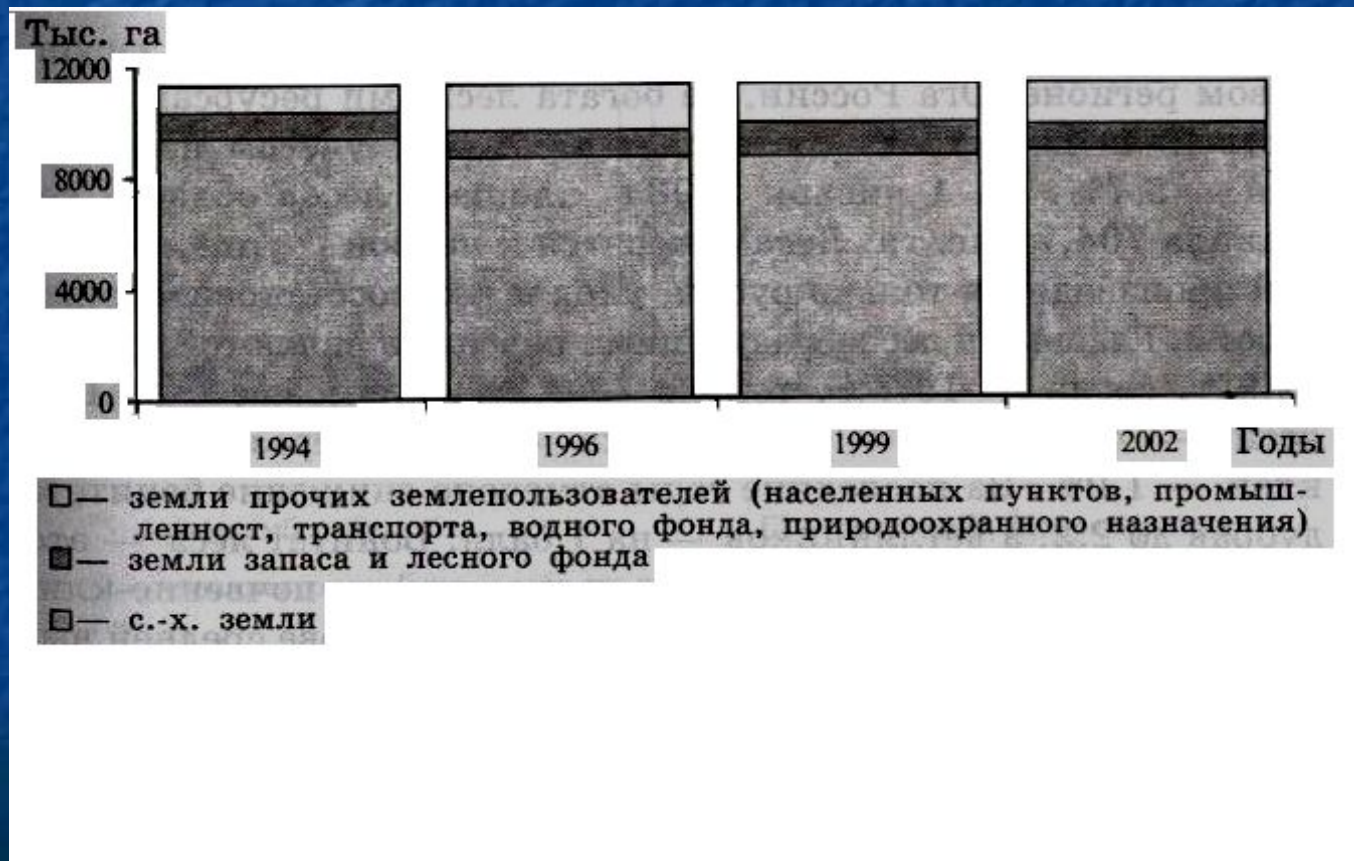 Тыс. га
12000
8000
4000
0
1994 1996 1999 2002 Годы
— земли прочих землепользователей (населенных пунктов, промыш-
ленност, транспорта, водного фонда, природоохранного назначения)
— земли запаса и лесного фонда
— с.-х. земли